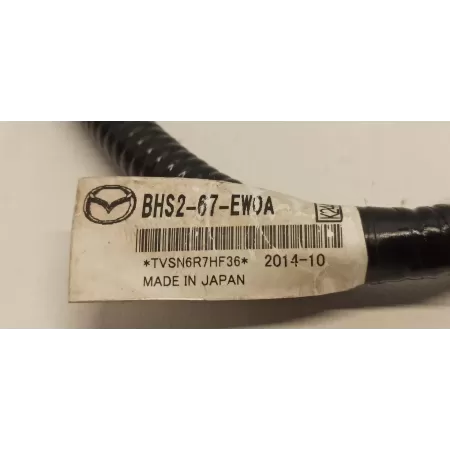 BHS2-67-EW0A
*TVSN6R7HF36* 2014-10
MADE IN JAPAN